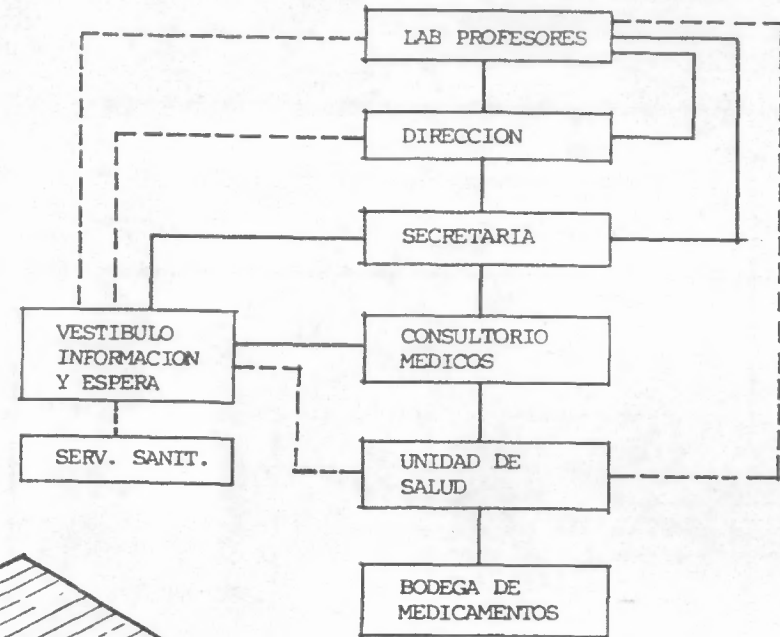 LAB PROFESORES
DIRECCION
SECRETARIA
VESTIBULO
INFORMACION
Y ESPERA
CONSULTORIO
MEDICOS
SERV. SANIT.
UNIDAD DE
SALUD
BODEGA DE
MEDICAMENTOS